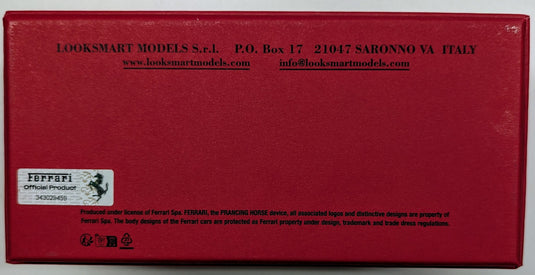 LOOKSMART MODELS S.r.l. P.O. Box 17 21047 SARONNO VA ITALY
www.looksmartmodels.com info@looksmartmodels.com
Ferrari
Official Product
343029459
Produced under license of Ferrari Spa. FERRARI, the PRANCING HORSE device, all associated logos and distinctive designs are property of
Ferrari Spa. The body designs of the Ferrari cars are protected as Ferrari property under design, trademark and trade dress regulations.